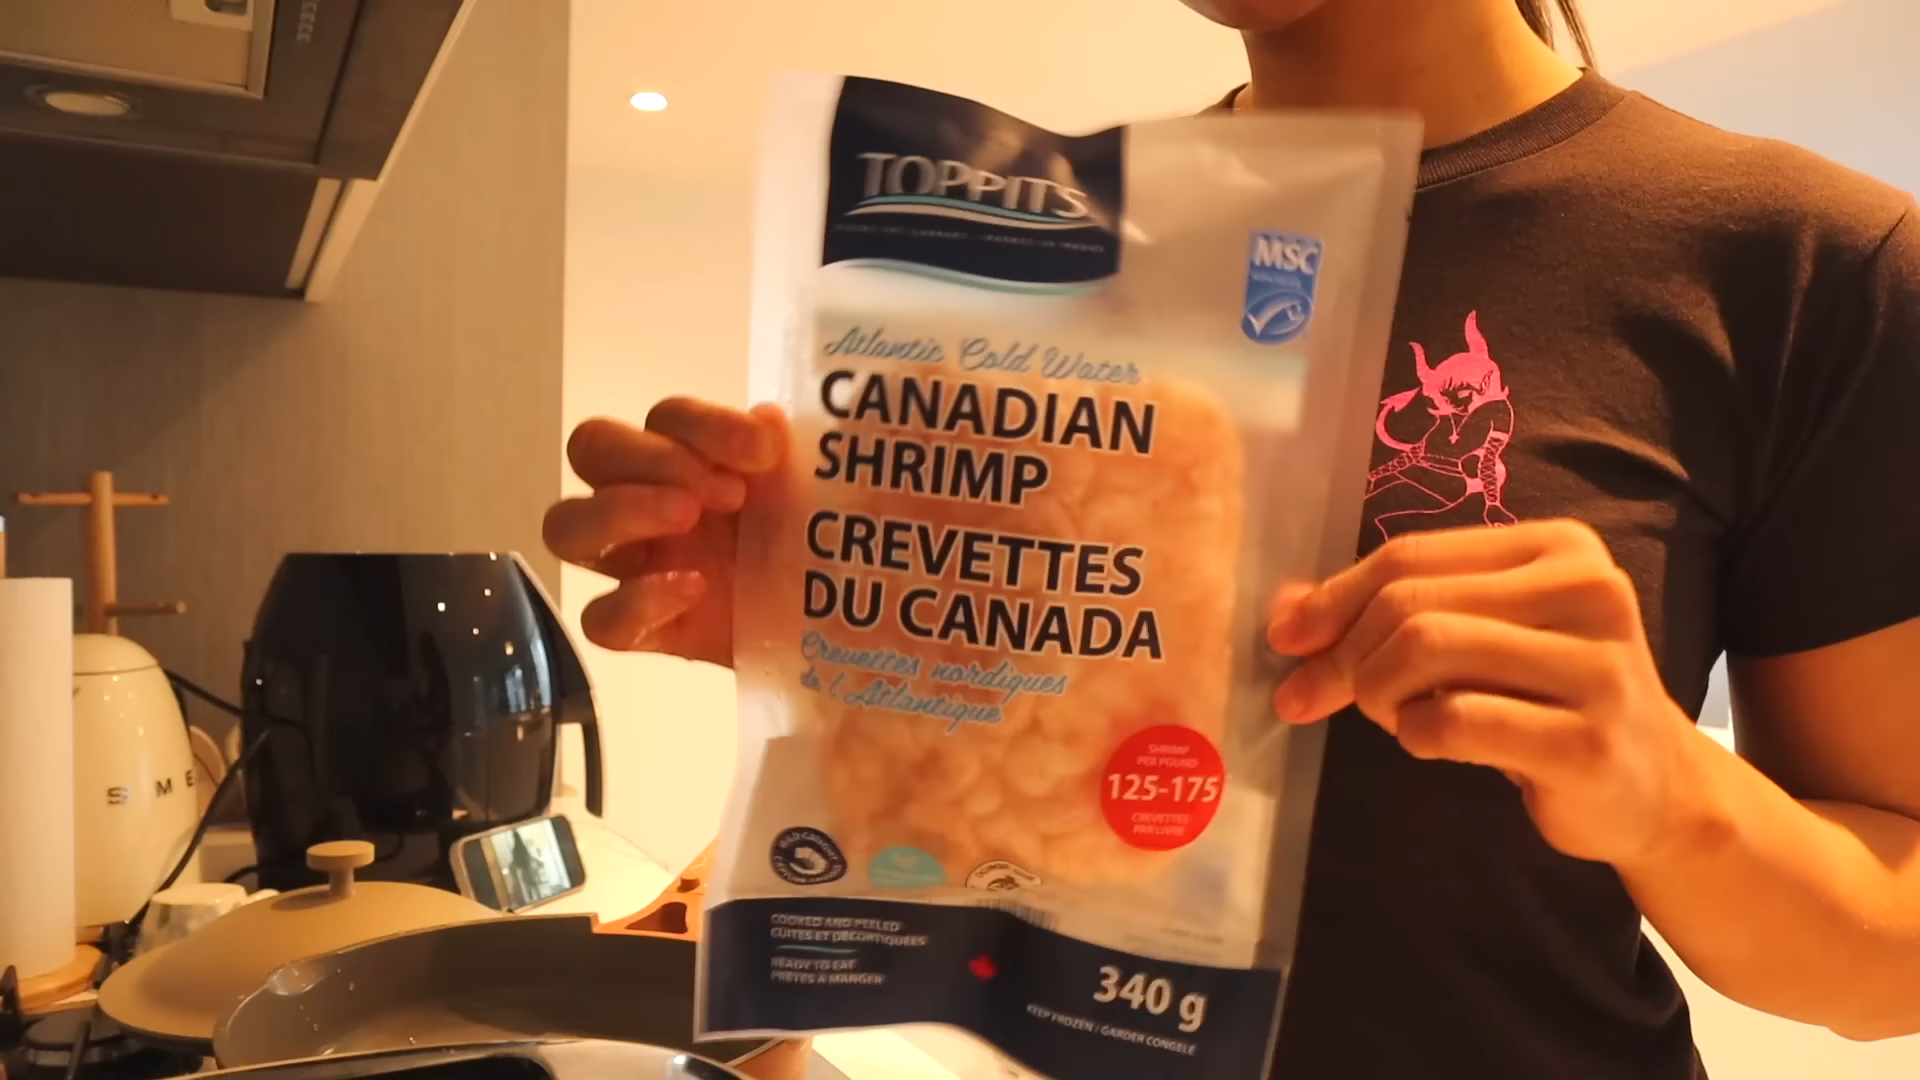 TOPPITS
MSC
Atlantic Cold Water
CANADIAN
SHRIMP
CREVETTES
DU CANADA
Crevettes nordiques
de l'Atlantique
SHRIMP
PER POUND
125-175
CREVETTES
PAR LIVRE
COOKED AND PEELED
CUITES ET DÉCORTIQUÉES
READY TO EAT
PRÊTES À MANGER
340 g
KEEP FROZEN / GARDER CONGELÉ
SME